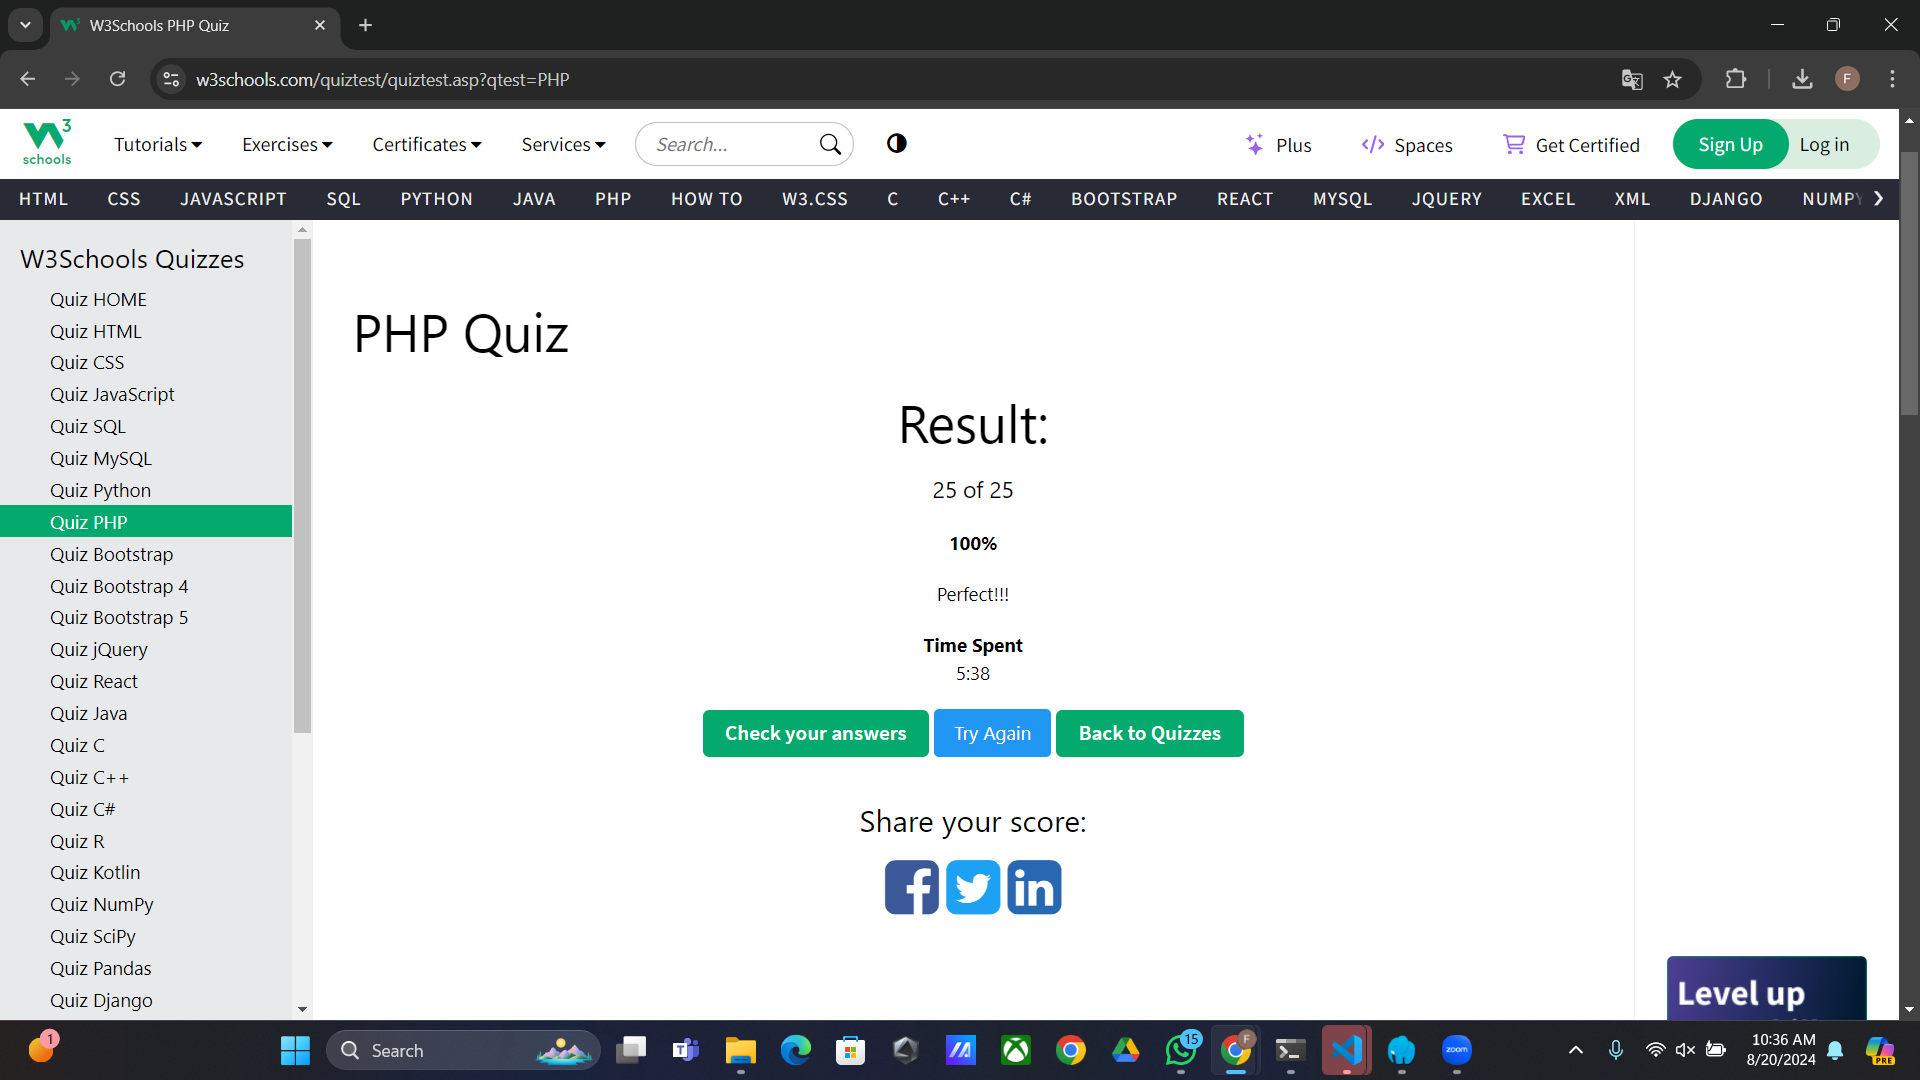 W3Schools PHP Quiz
w3schools.com/quiztest/quiztest.asp?qtest=PHP
F
W3 schools
Tutorials Exercises Certificates Services Search... Plus Spaces Get Certified Sign Up Log in
HTML CSS JAVASCRIPT SQL PYTHON JAVA PHP HOW TO W3.CSS C C++ C# BOOTSTRAP REACT MYSQL JQUERY EXCEL XML DJANGO NUMPY
W3Schools Quizzes
Quiz HOME
Quiz HTML
Quiz CSS
Quiz JavaScript
Quiz SQL
Quiz MySQL
Quiz Python
Quiz PHP
Quiz Bootstrap
Quiz Bootstrap 4
Quiz Bootstrap 5
Quiz jQuery
Quiz React
Quiz Java
Quiz C
Quiz C++
Quiz C#
Quiz R
Quiz Kotlin
Quiz NumPy
Quiz SciPy
Quiz Pandas
Quiz Django
PHP Quiz
Result:
25 of 25
100%
Perfect!!!
Time Spent
5:38
Check your answers Try Again Back to Quizzes
Share your score:
Level up
1
Search
15
F
zoom
10:36 AM
8/20/2024
PRE